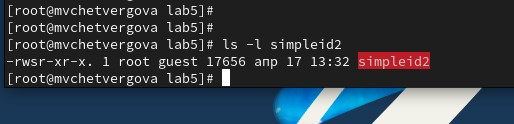 [root@mvchetvergova lab5]#
[root@mvchetvergova lab5]#
[root@mvchetvergova lab5]# ls -l simpleid2
-rwsr-xr-x. 1 root guest 17656 апр 17 13:32 simpleid2
[root@mvchetvergova lab5]#